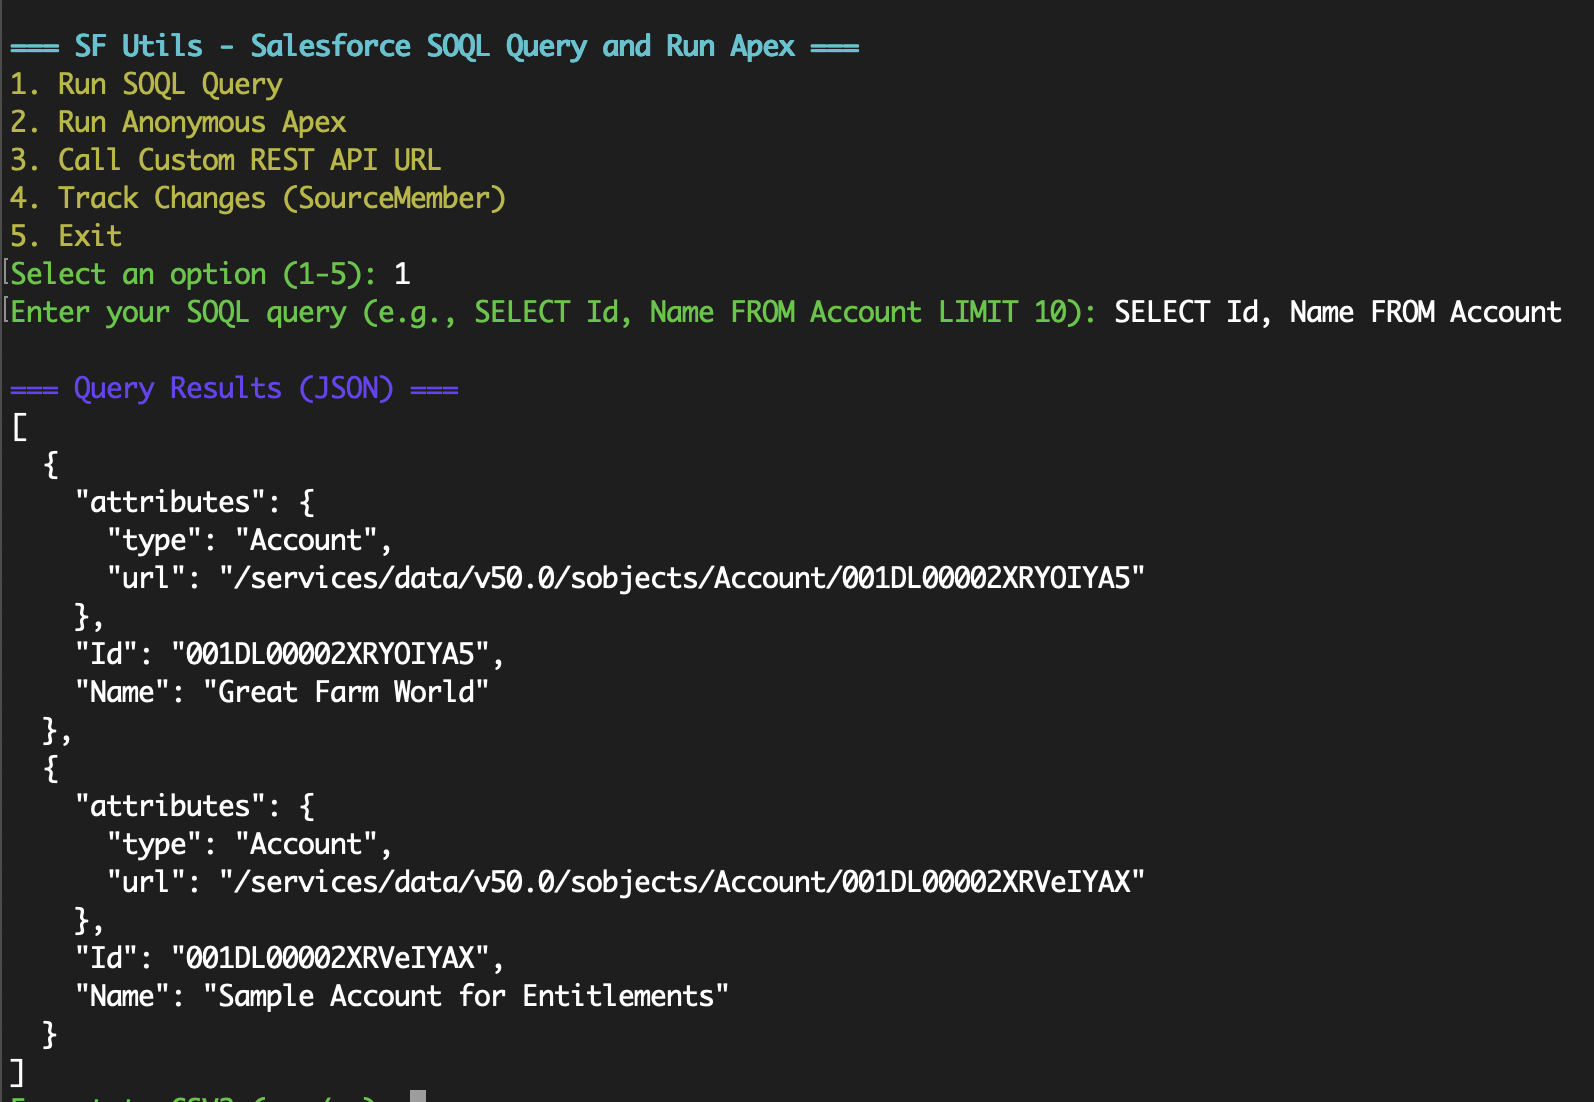 === SF Utils - Salesforce SOQL Query and Run Apex ===
1. Run SOQL Query
2. Run Anonymous Apex
3. Call Custom REST API URL
4. Track Changes (SourceMember)
5. Exit
Select an option (1-5): 1
Enter your SOQL query (e.g., SELECT Id, Name FROM Account LIMIT 10): SELECT Id, Name FROM Account
=== Query Results (JSON) ===
[
  {
    "attributes": {
      "type": "Account",
      "url": "/services/data/v50.0/sobjects/Account/001DL00002XRYOIYA5"
    },
    "Id": "001DL00002XRYOIYA5",
    "Name": "Great Farm World"
  },
  {
    "attributes": {
      "type": "Account",
      "url": "/services/data/v50.0/sobjects/Account/001DL00002XRVeIYAX"
    },
    "Id": "001DL00002XRVeIYAX",
    "Name": "Sample Account for Entitlements"
  }
]